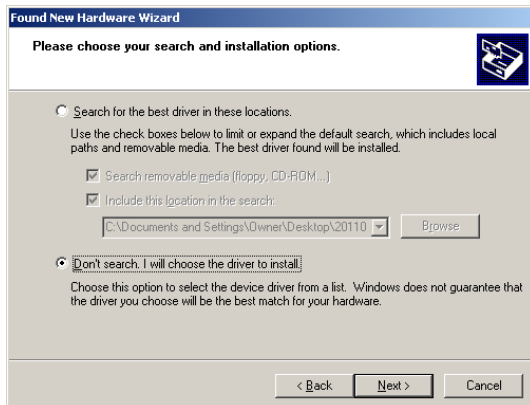 Found New Hardware Wizard
Please choose your search and installation options.
Search for the best driver in these locations.
Use the check boxes below to limit or expand the default search, which includes local
paths and removable media. The best driver found will be installed.
Search removable media (floppy, CD-ROM...)
Include this location in the search:
C:\Documents and Settings\Owner\Desktop\20110
Browse
Don't search. I will choose the driver to install.
Choose this option to select the device driver from a list. Windows does not guarantee that
the driver you choose will be the best match for your hardware.
< Back Next > Cancel